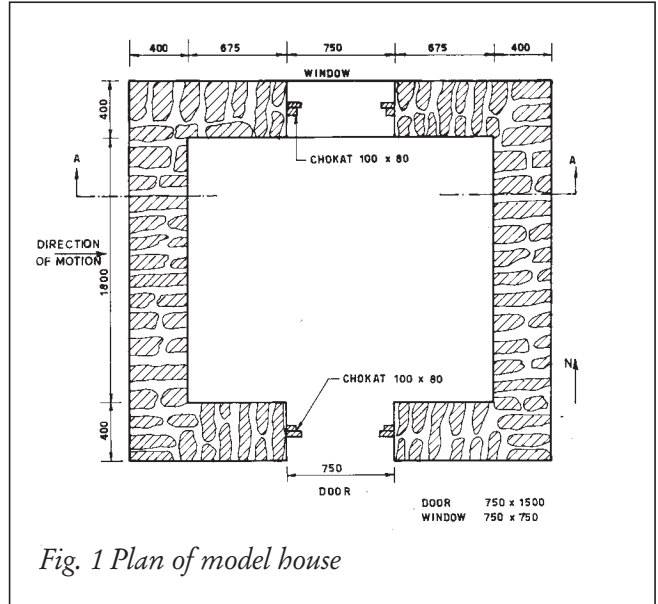 400 675 750 675 400
WINDOW
400
CHOKAT 100 x 80
A A
DIRECTION
OF MOTION
1800
N
CHOKAT 100 x 80
400
750
DOOR
DOOR 750 x 1500
WINDOW 750 x 750
Fig. 1 Plan of model house